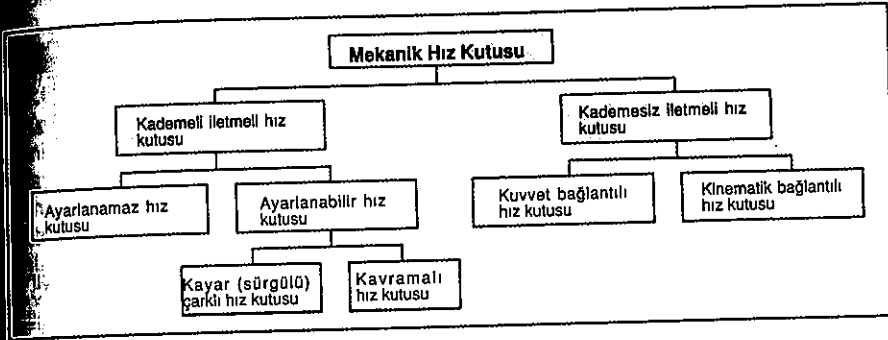 Mekanik Hız Kutusu
Kademeli iletmeli hız
kutusu
Kademesiz iletmeli hız
kutusu
Ayarlanamaz hız
kutusu
Ayarlanabilir hız
kutusu
Kuvvet bağlantılı
hız kutusu
Kinematik bağlantılı
hız kutusu
Kayar (sürgülü)
çarklı hız kutusu
Kavramalı
hız kutusu